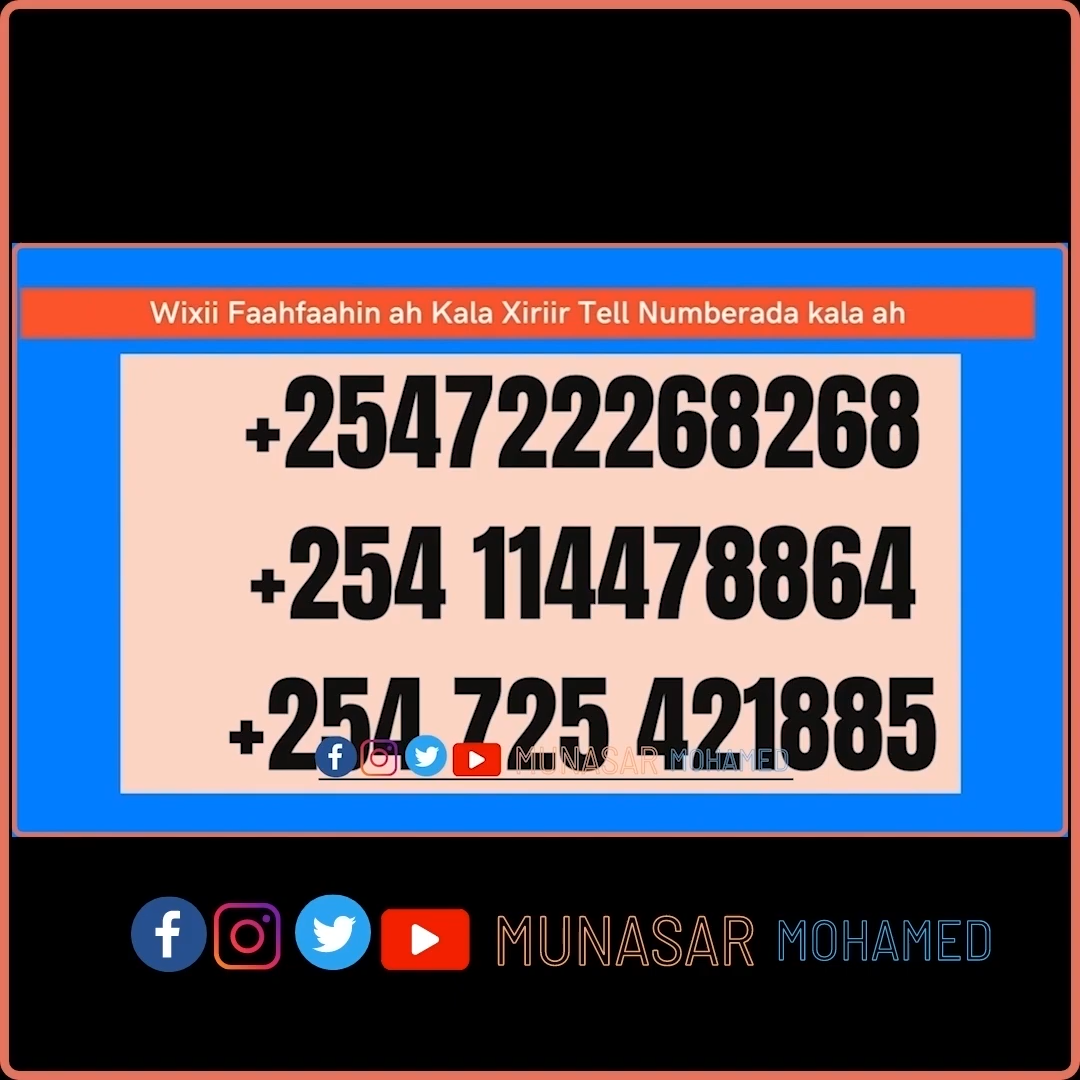 Wixii Faahfaahin ah Kala Xiriir Tell Numberada kala ah
+254722268268
+254 114478864
+254 725 421885
MUNASAR MOHAMED
MUNASAR MOHAMED